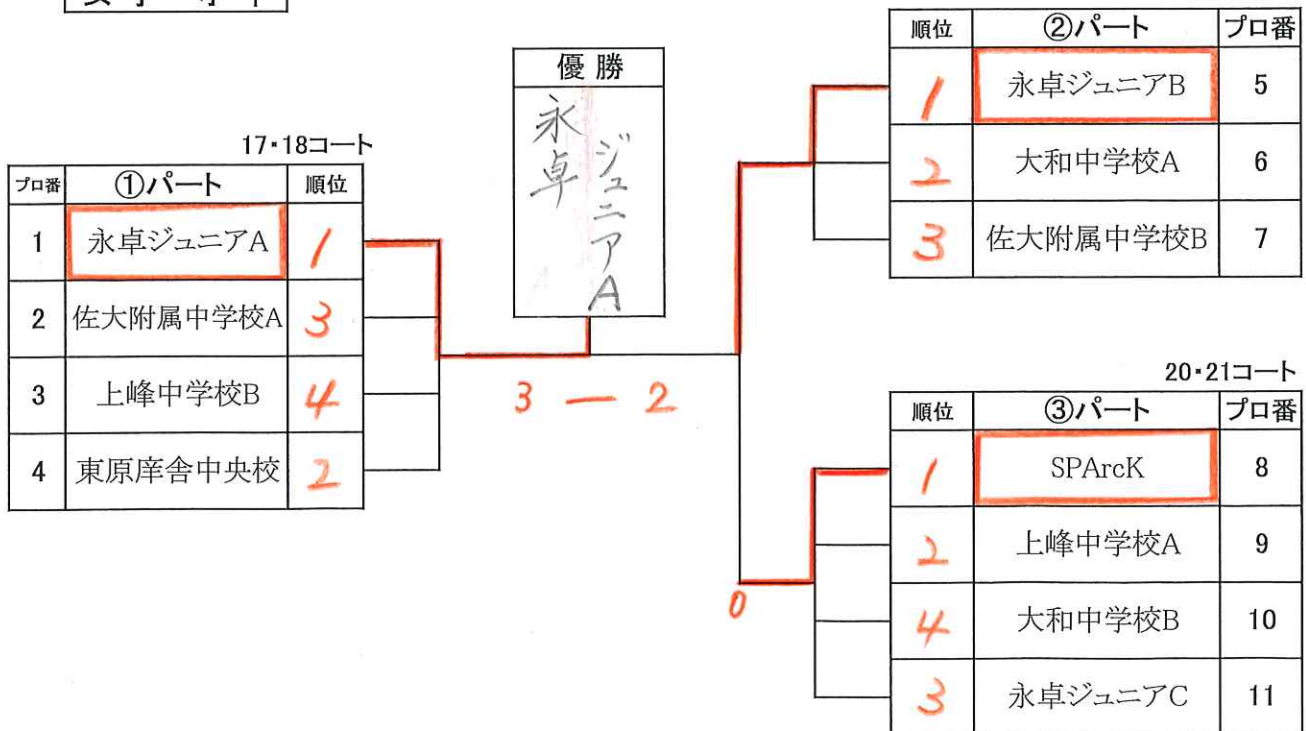 優勝
永卓
ジュニアA
17・18コート
プロ番 ①パート 順位
1 永卓ジュニアA 1
2 佐大附属中学校A 3
3 上峰中学校B 4
4 東原庠舎中央校 2
3 — 2
順位 ②パート プロ番
1 永卓ジュニアB 5
2 大和中学校A 6
3 佐大附属中学校B 7
20・21コート
順位 ③パート プロ番
1 SPArcK 8
2 上峰中学校A 9
4 大和中学校B 10
3 永卓ジュニアC 11
0